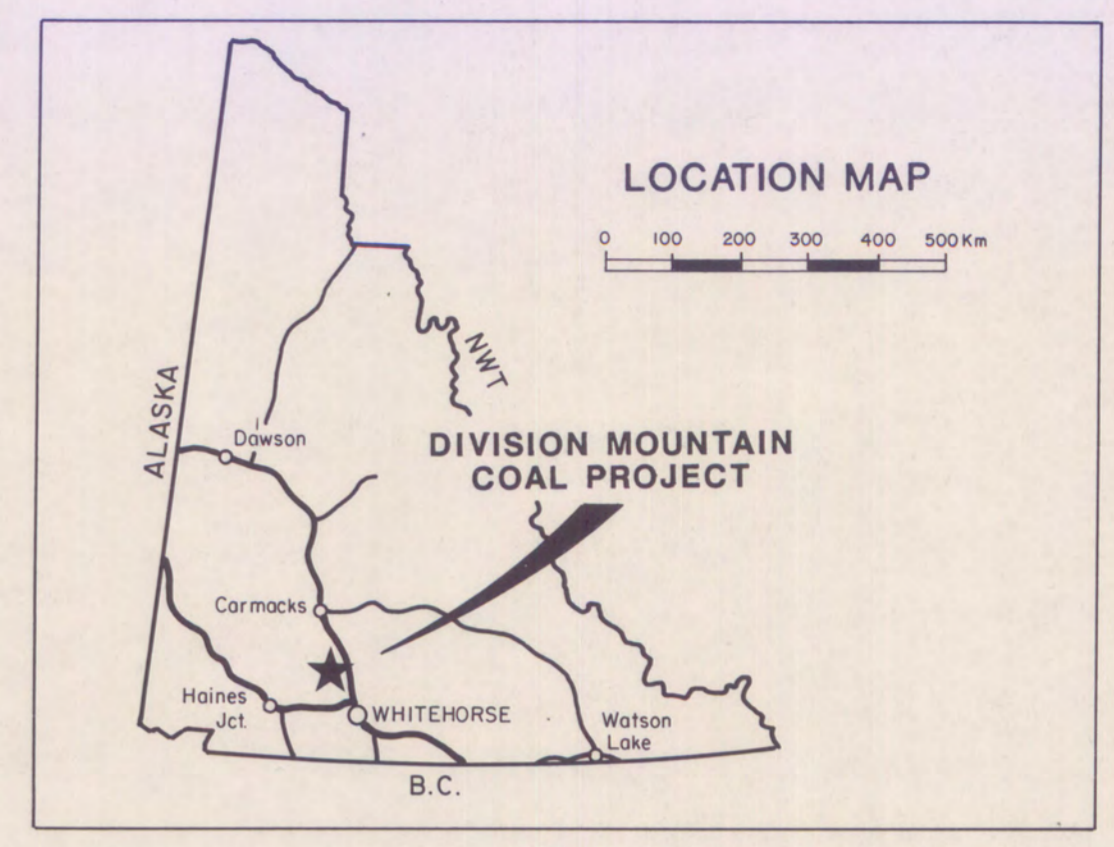 LOCATION MAP
0 100 200 300 400 500 Km
NWT
ALASKA
Dawson
DIVISION MOUNTAIN
COAL PROJECT
Carmacks
Haines
Jct.
WHITEHORSE
Watson
Lake
B.C.